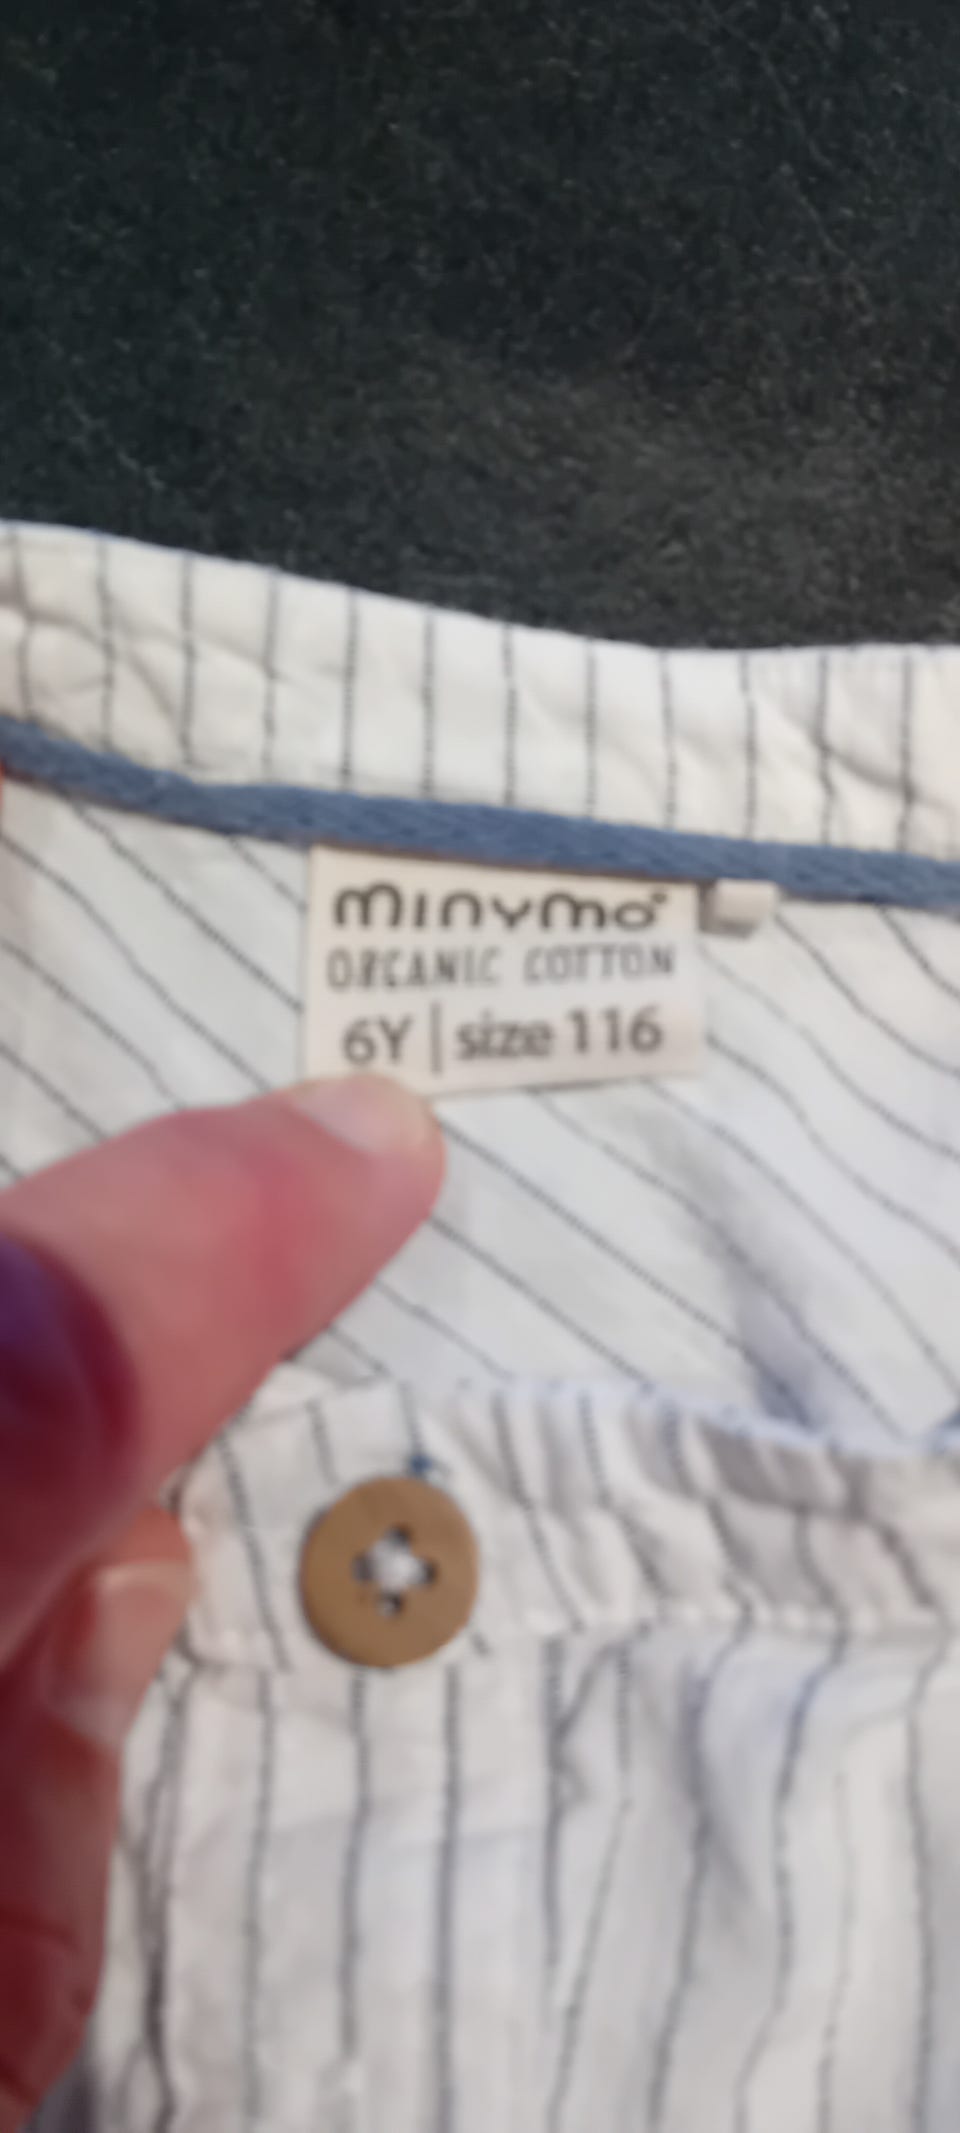 minymo
ORGANIC COTTON
6Y | size 116